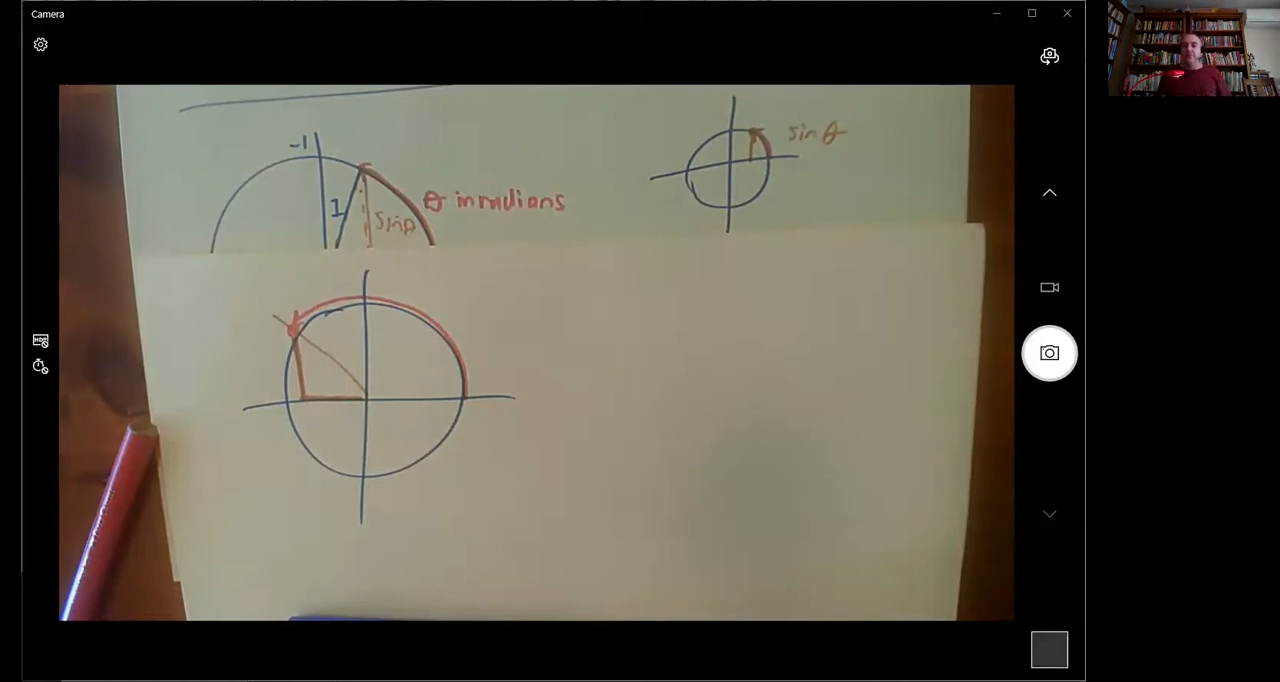 Camera
-1
sin θ
1
θ in radians
sin θ